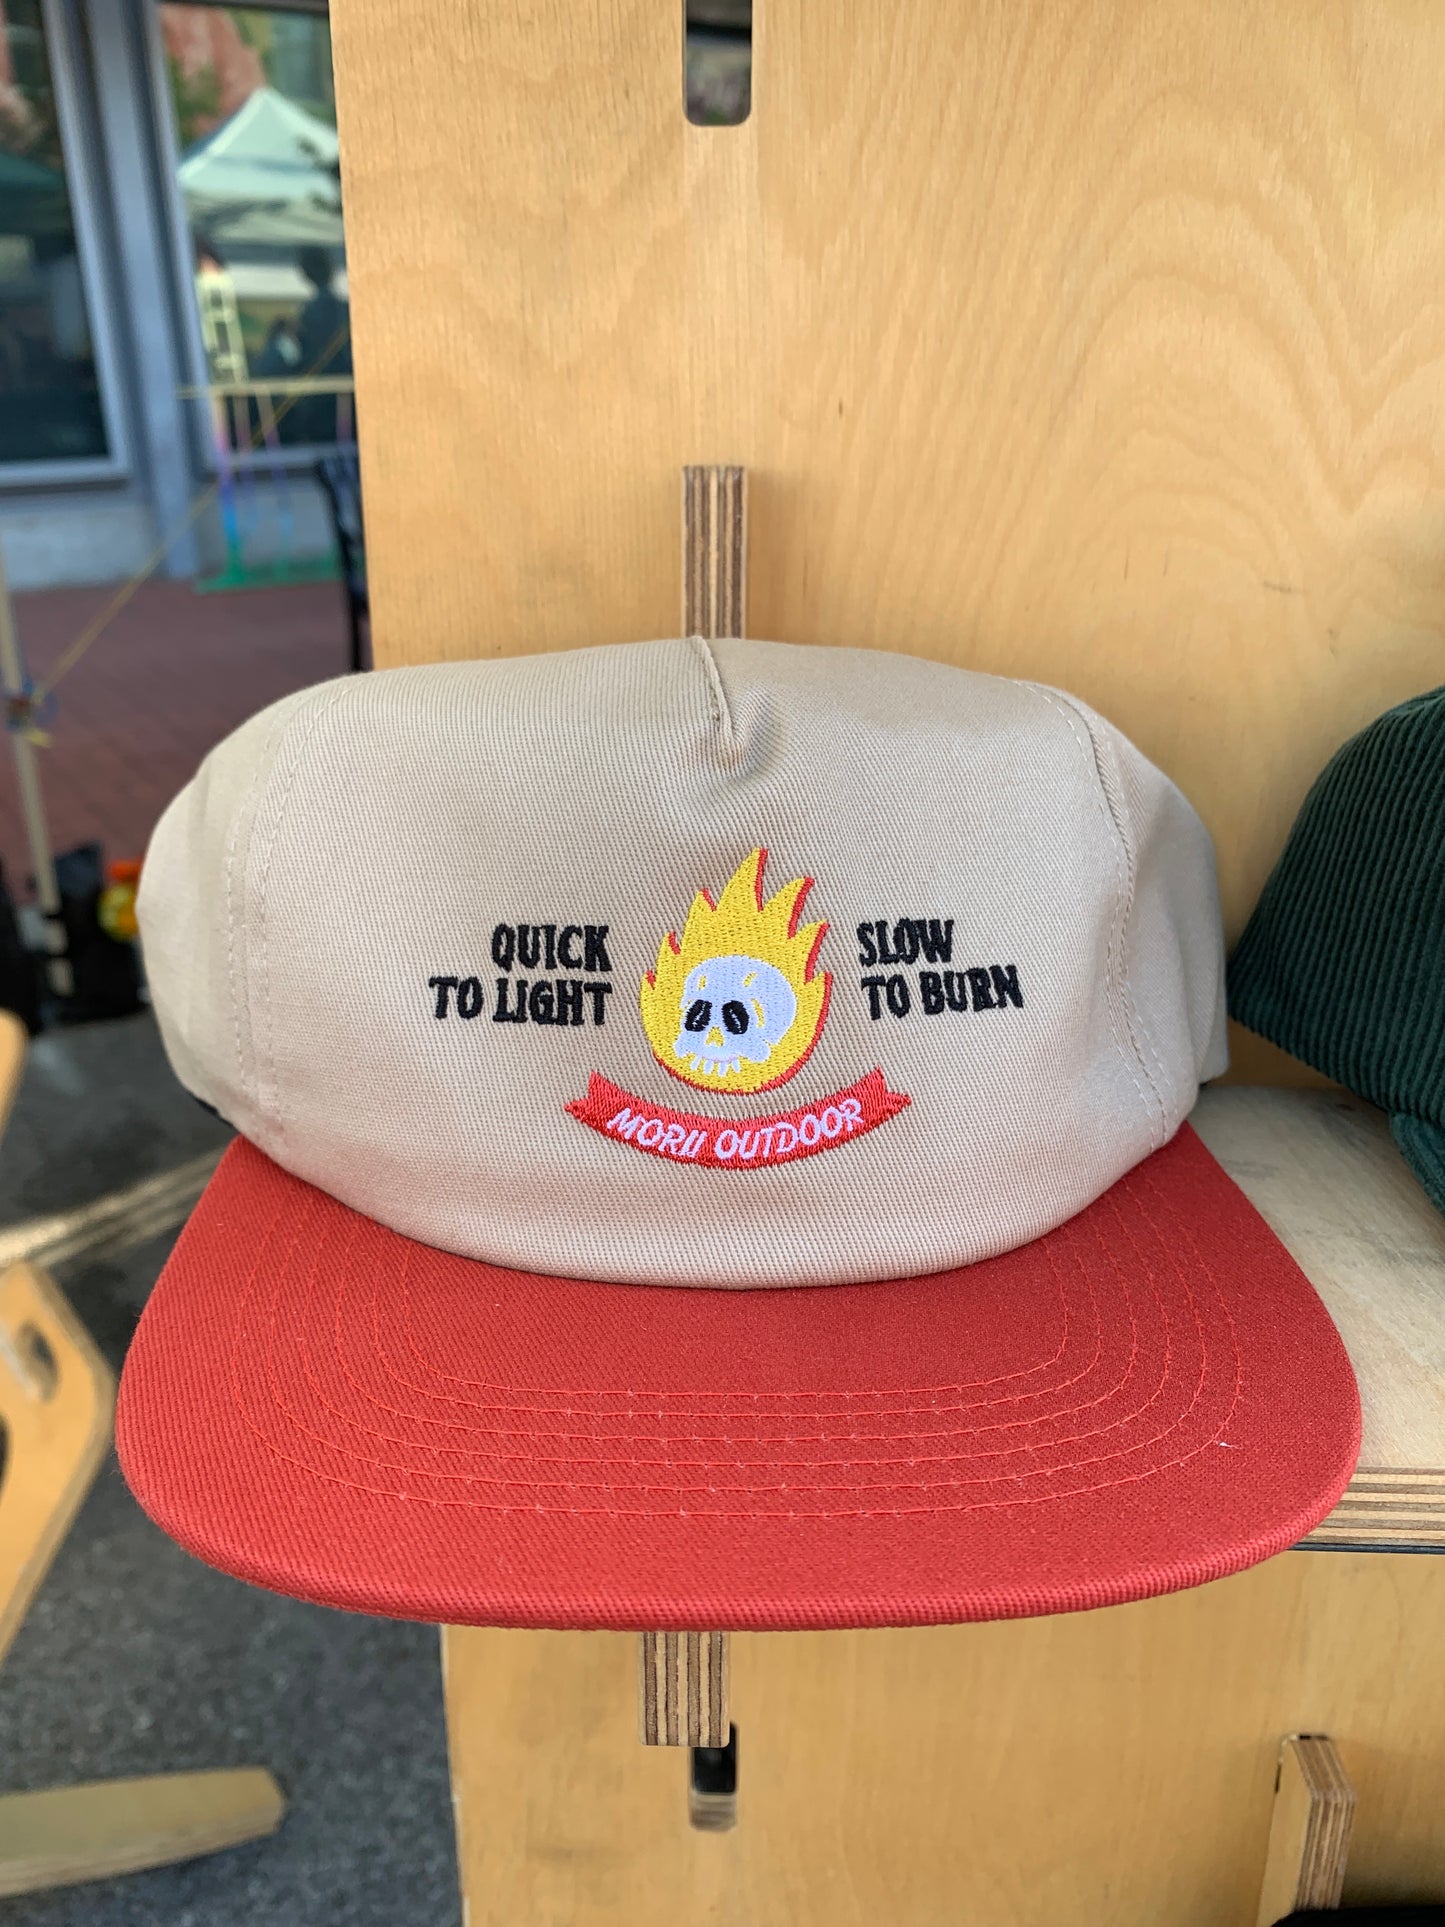 QUICK
TO LIGHT
SLOW
TO BURN
MORII OUTDOOR